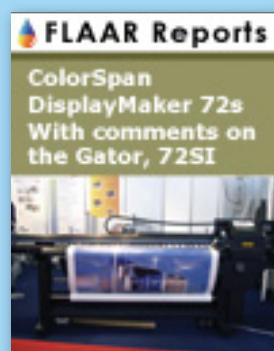 FLAAR Reports
ColorSpan
DisplayMaker 72s
With comments on
the Gator, 72SI